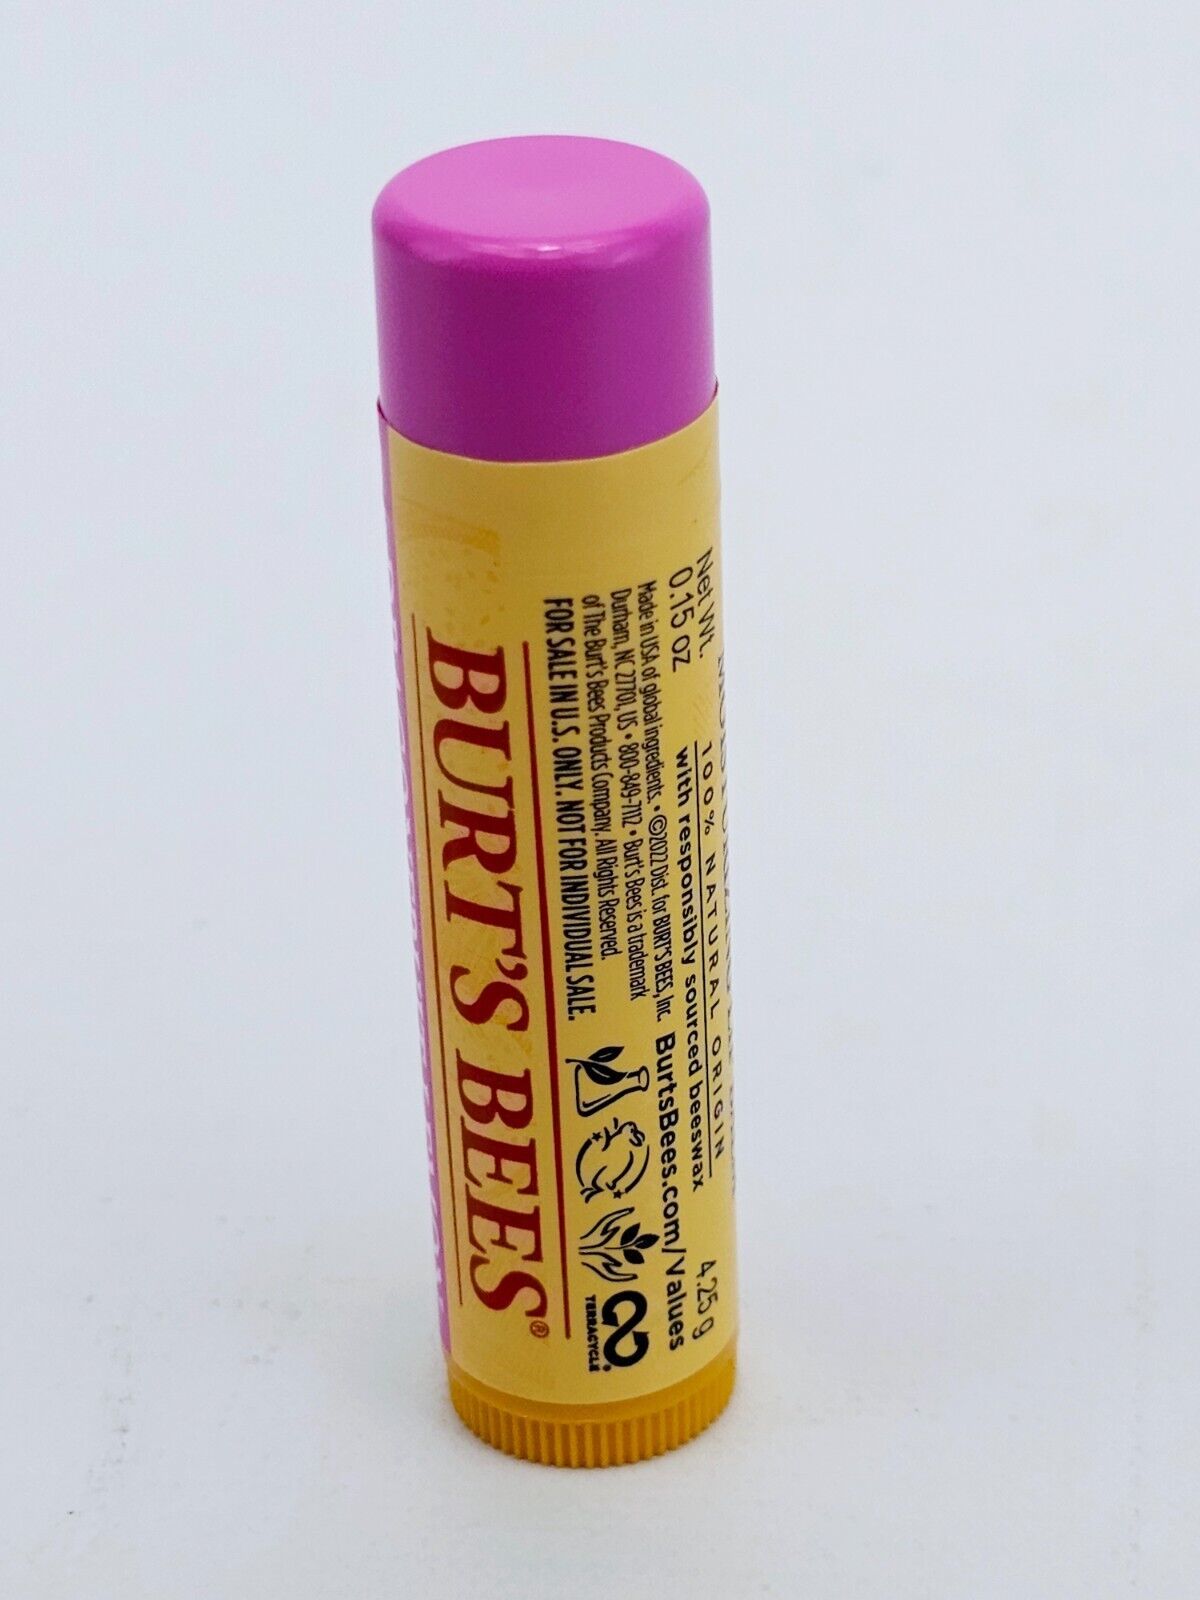 BURT'S BEES®
FOR SALE IN U.S. ONLY. NOT FOR INDIVIDUAL SALE.
of The Burt's Bees Products Company. All Rights Reserved.
Durham, NC 27701, US • 800-849-7112 • Burt's Bees is a trademark
Made in USA of global ingredients. • ©2022 Dist. for BURT'S BEES, Inc.
TERRACYCLE®
BurtsBees.com/Values
with responsibly sourced beeswax
100% NATURAL ORIGIN
Net Wt.
0.15 oz
4.25 g